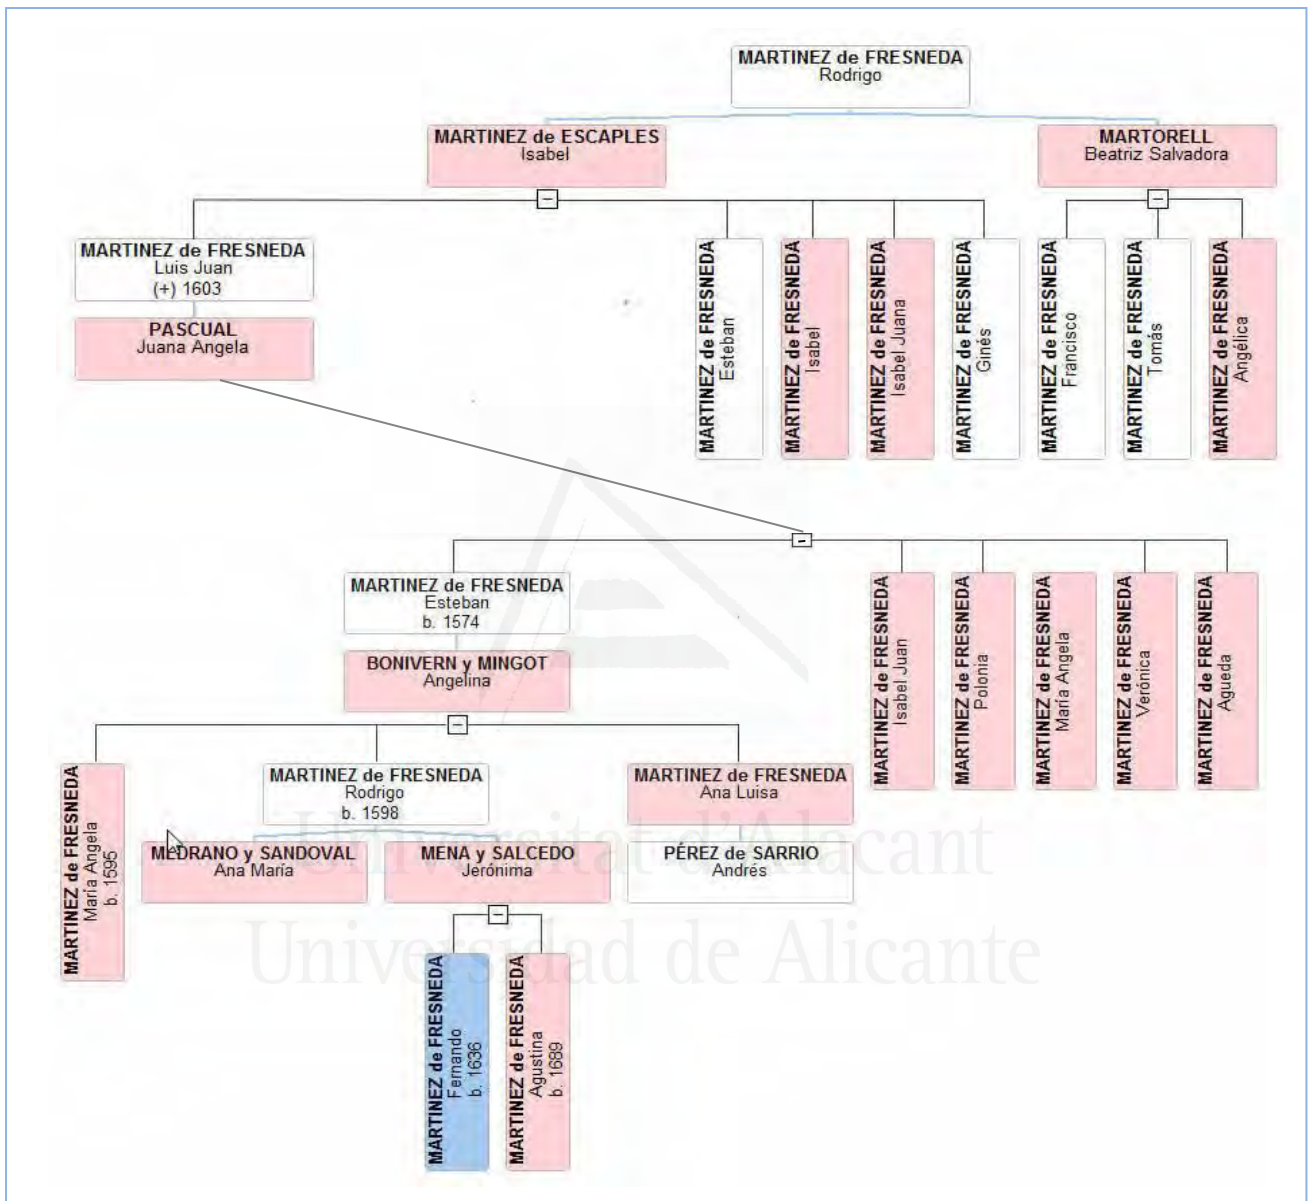 MARTINEZ de FRESNEDA
Rodrigo
MARTINEZ de ESCAPLES
Isabel
MARTORELL
Beatriz Salvadora
MARTINEZ de FRESNEDA
Luis Juan
(+) 1603
PASCUAL
Juana Angela
MARTINEZ de FRESNEDA
Esteban
MARTINEZ de FRESNEDA
Isabel
MARTINEZ de FRESNEDA
Isabel Juana
MARTINEZ de FRESNEDA
Ginés
MARTINEZ de FRESNEDA
Francisco
MARTINEZ de FRESNEDA
Tomás
MARTINEZ de FRESNEDA
Angélica
MARTINEZ de FRESNEDA
Esteban
b. 1574
BONIVERN y MINGOT
Angelina
MARTINEZ de FRESNEDA
Isabel Juan
MARTINEZ de FRESNEDA
Polonia
MARTINEZ de FRESNEDA
María Angela
MARTINEZ de FRESNEDA
Verónica
MARTINEZ de FRESNEDA
Agueda
MARTINEZ de FRESNEDA
María Angela
b. 1595
MARTINEZ de FRESNEDA
Rodrigo
b. 1598
MARTINEZ de FRESNEDA
Ana Luisa
MEDRANO y SANDOVAL
Ana María
MENA y SALCEDO
Jerónima
PÉREZ de SARRIO
Andrés
MARTINEZ de FRESNEDA
Fernando
b. 1636
MARTINEZ de FRESNEDA
Agustina
b. 1689
Universitat d'Alacant
Universidad de Alicante